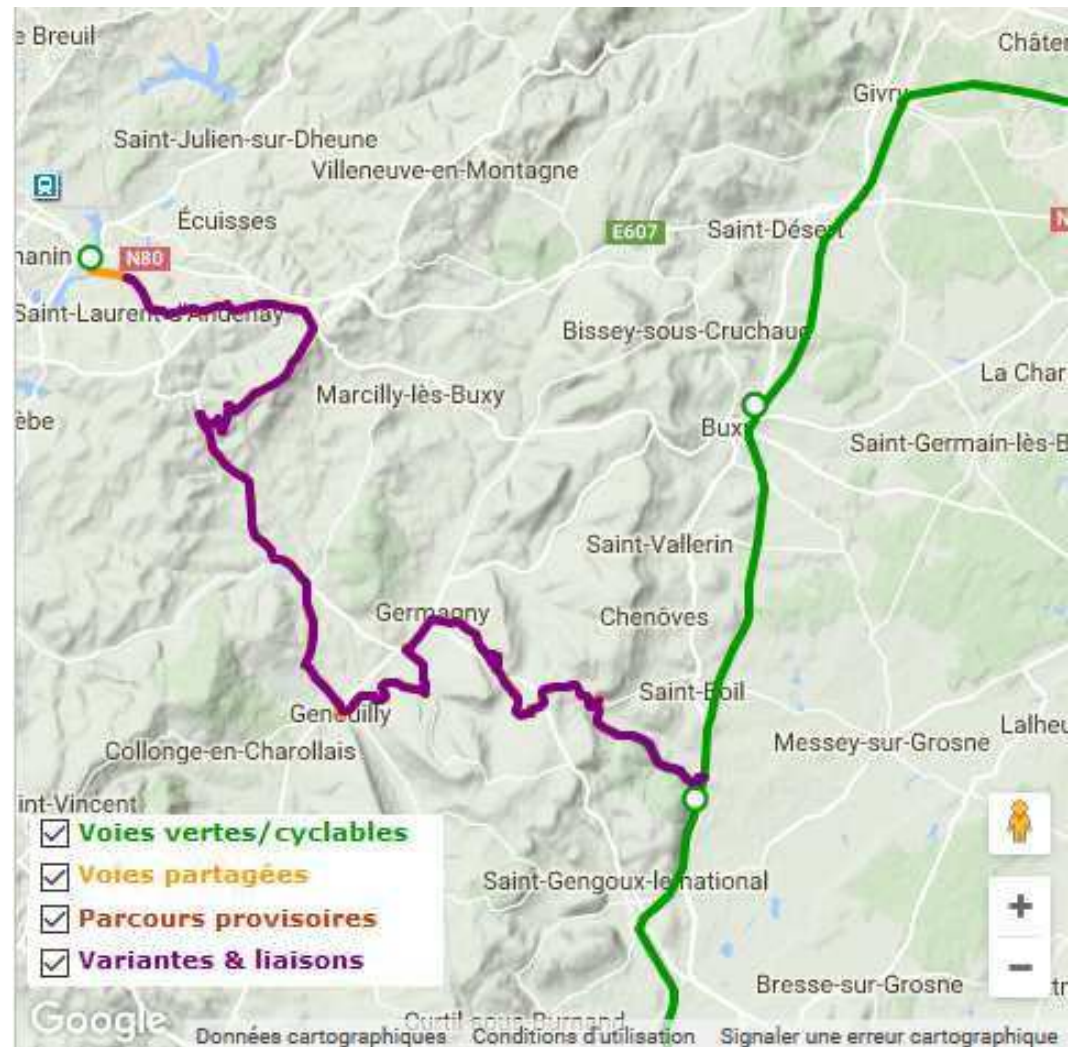 e Breuil
Châter
Givry
Saint-Julien-sur-Dheune
Villeneuve-en-Montagne
Écuisses
E607
Saint-Désert
N
nanin
N80
Saint-Laurent-d'Andenay
Bissey-sous-Cruchaud
La Char
Marcilly-lès-Buxy
èbe
Buxy
Saint-Germain-lès-B
Saint-Vallerin
Germagny
Chenôves
Saint-Boil
Genouilly
Lalheu
Collonge-en-Charollais
Messey-sur-Grosne
int-Vincent
Voies vertes/cyclables
Voies partagées
Saint-Gengoux-le-national
Parcours provisoires
Variantes & liaisons
Bresse-sur-Grosne
Curtil-sous-Burnand
Google
Données cartographiques Conditions d'utilisation Signaler une erreur cartographique